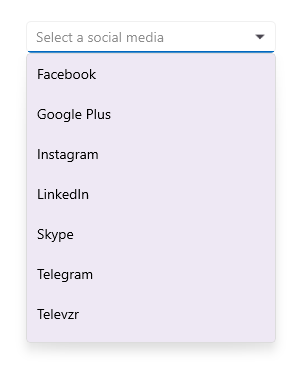 Select a social media
Facebook
Google Plus
Instagram
LinkedIn
Skype
Telegram
Televzr